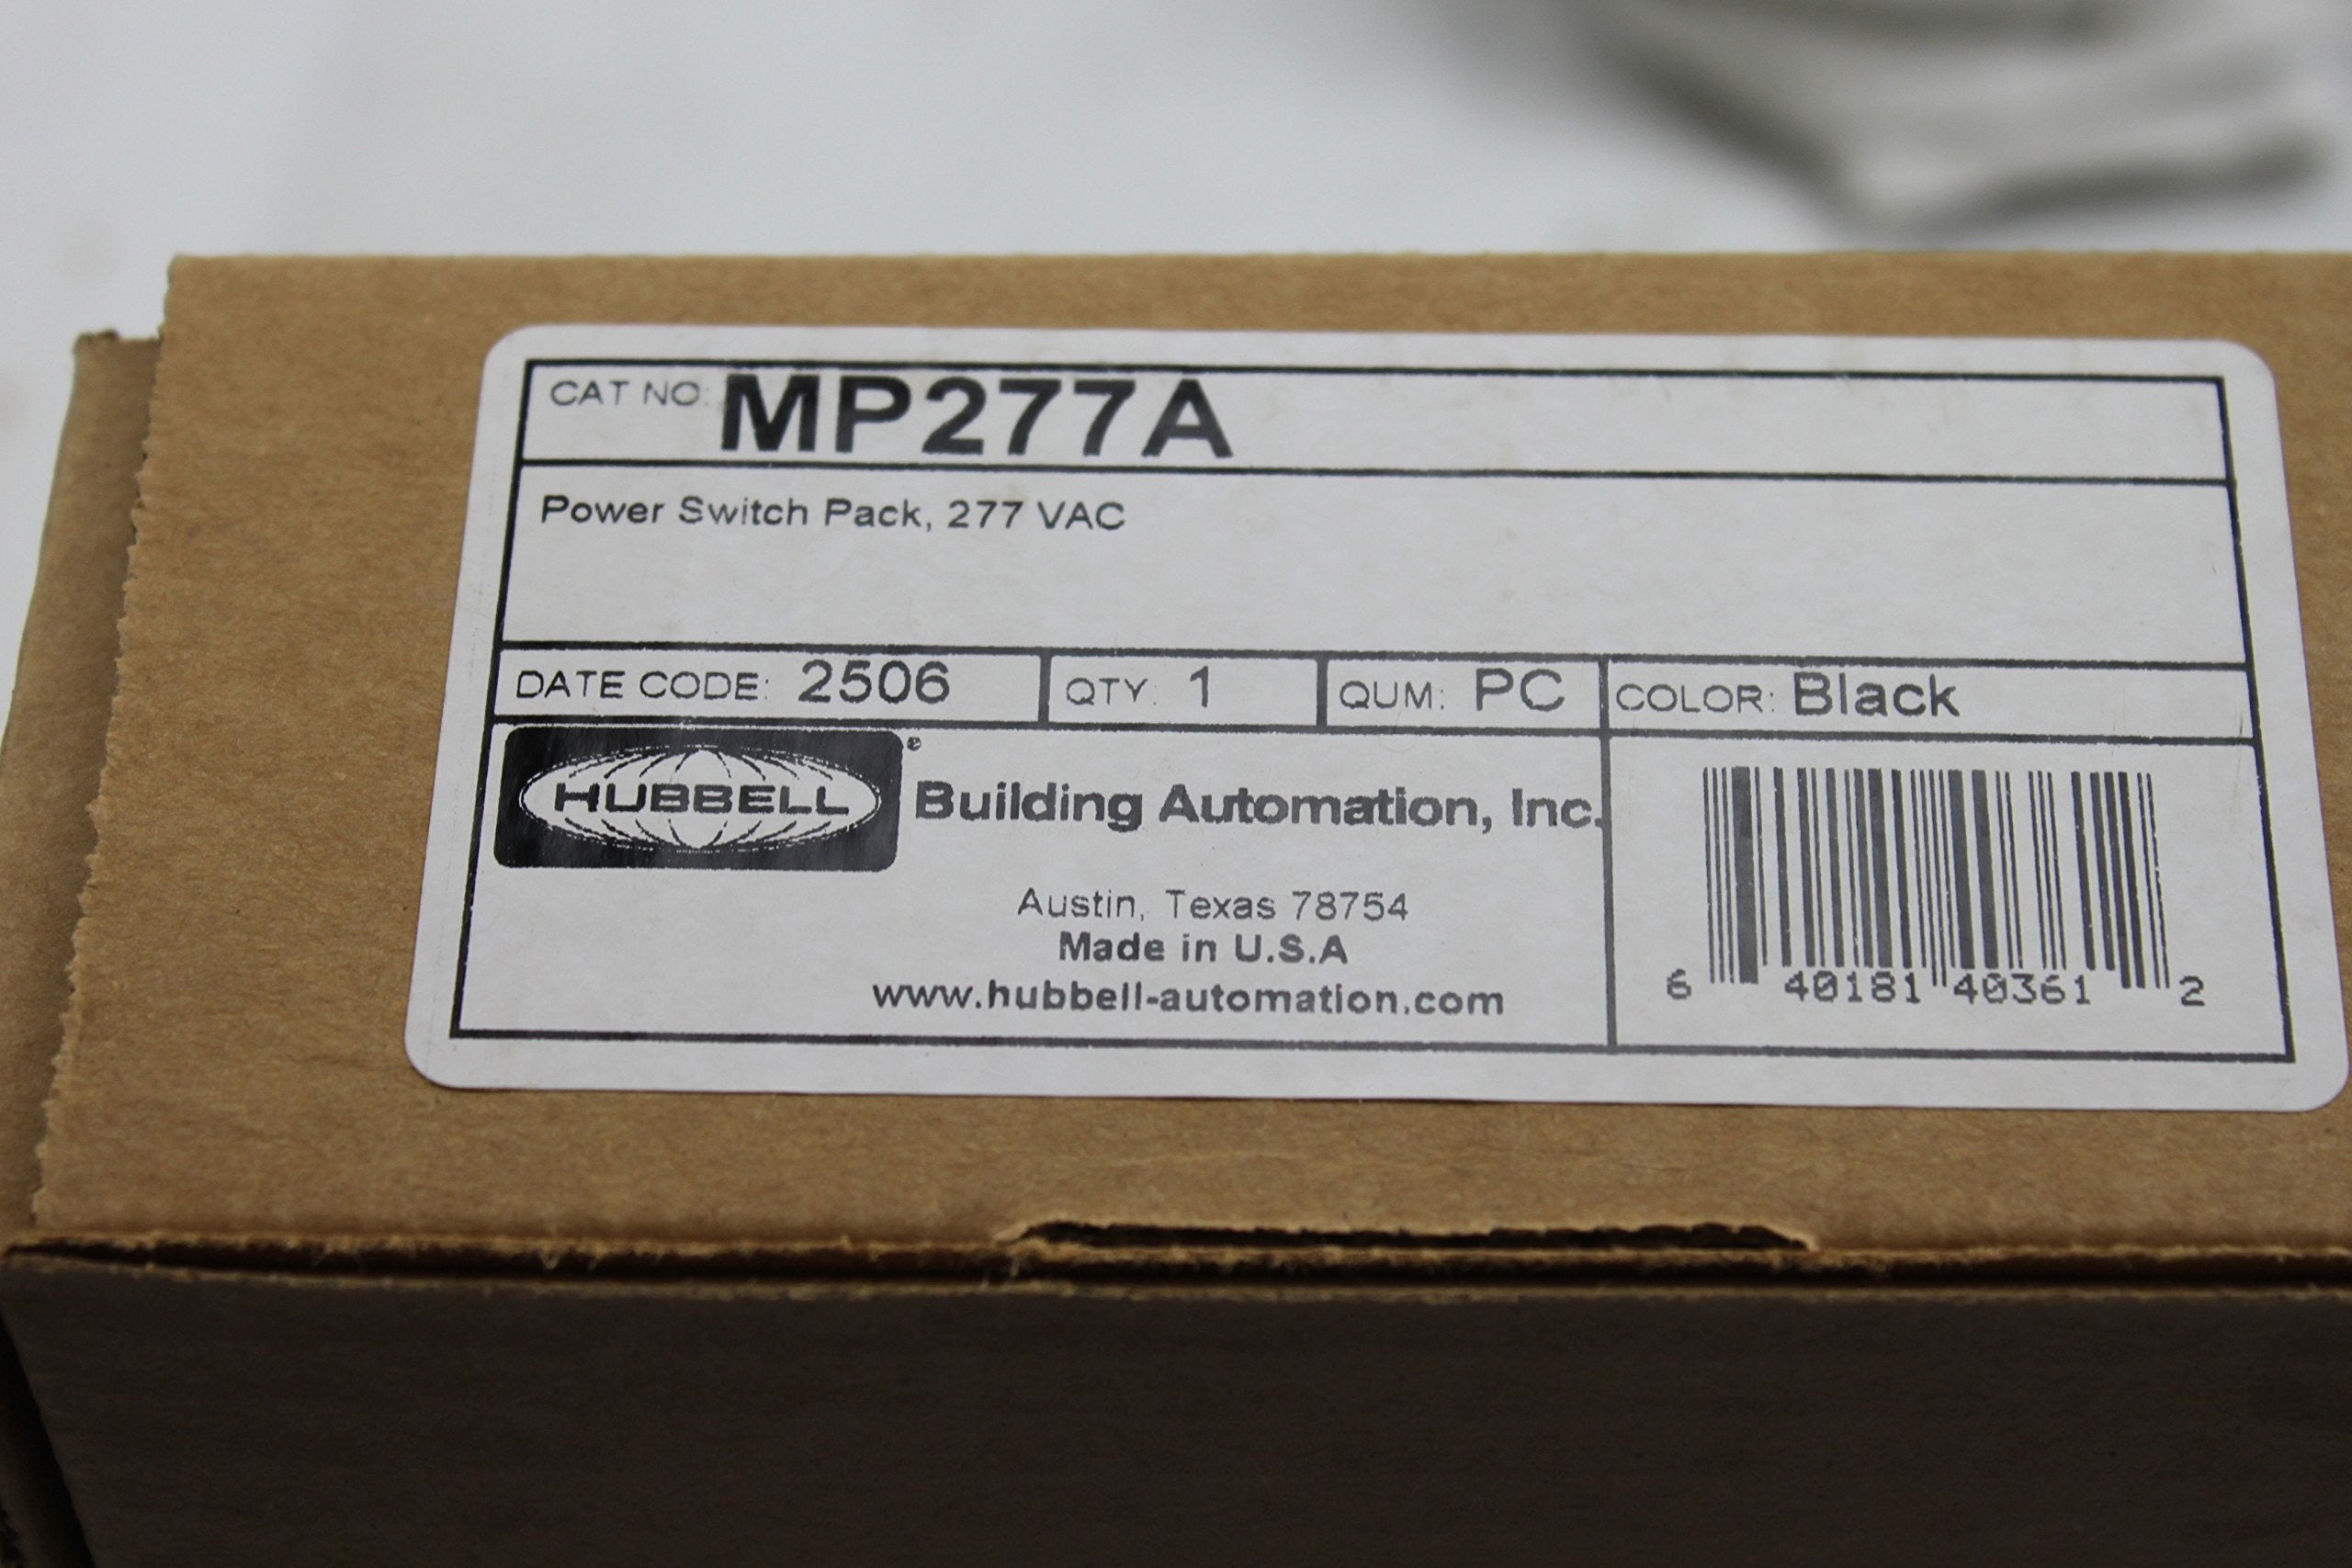 CAT NO: MP277A
Power Switch Pack, 277 VAC
DATE CODE: 2506 QTY: 1 QUM: PC COLOR: Black
HUBBELL® Building Automation, Inc.
Austin, Texas 78754
Made in U.S.A
www.hubbell-automation.com
6 40181 40361 2